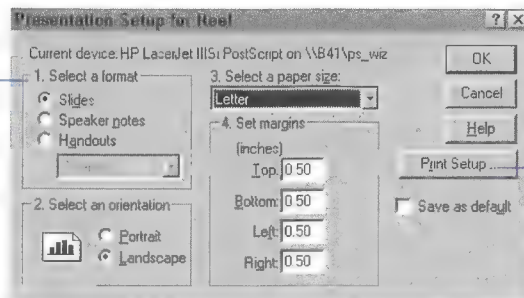 Presentation Setup for Reel
Current device: HP LaserJet IIISi PostScript on \\B41\ps_wiz
1. Select a format
Slides
Speaker notes
Handouts
2. Select an orientation
Portrait
Landscape
3. Select a paper size:
Letter
4. Set margins
(inches)
Top: 0.50
Bottom: 0.50
Left: 0.50
Right: 0.50
OK
Cancel
Help
Print Setup...
Save as default